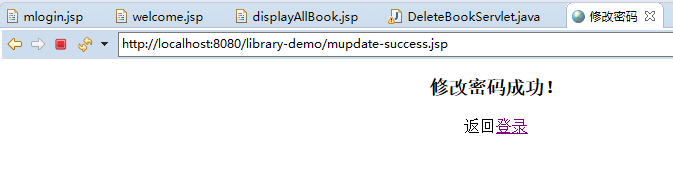 mlogin.jsp welcome.jsp displayAllBook.jsp DeleteBookServlet.java 修改密码
http://localhost:8080/library-demo/mupdate-success.jsp
修改密码成功！
返回登录